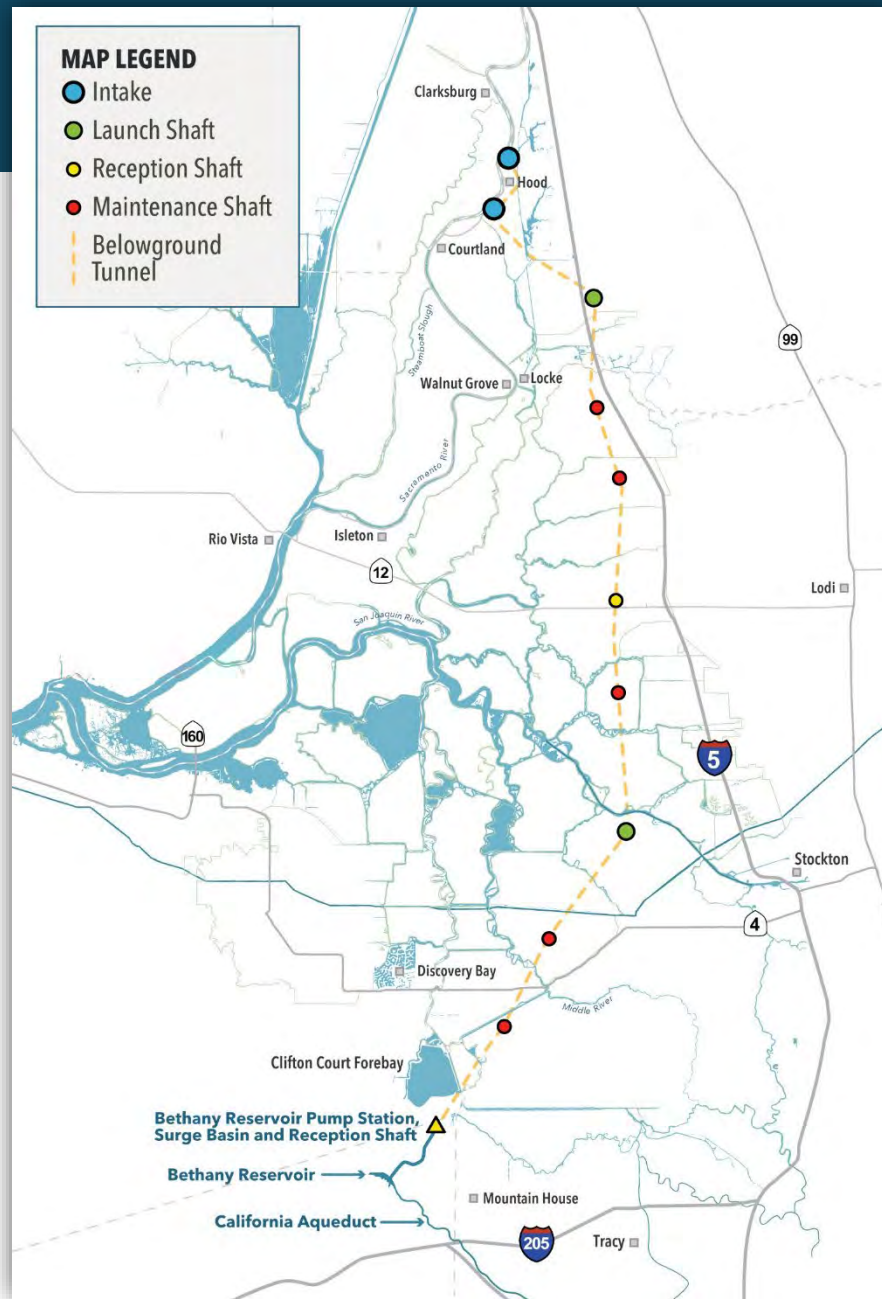 MAP LEGEND
Intake
Launch Shaft
Reception Shaft
Maintenance Shaft
Belowground
Tunnel
Clarksburg
Hood
Courtland
99
Steamboat Slough
Walnut Grove
Locke
Sacramento River
Rio Vista
Isleton
12
Lodi
San Joaquin River
160
5
Stockton
4
Discovery Bay
Middle River
Clifton Court Forebay
Bethany Reservoir Pump Station,
Surge Basin and Reception Shaft
Bethany Reservoir
Mountain House
California Aqueduct
205
Tracy